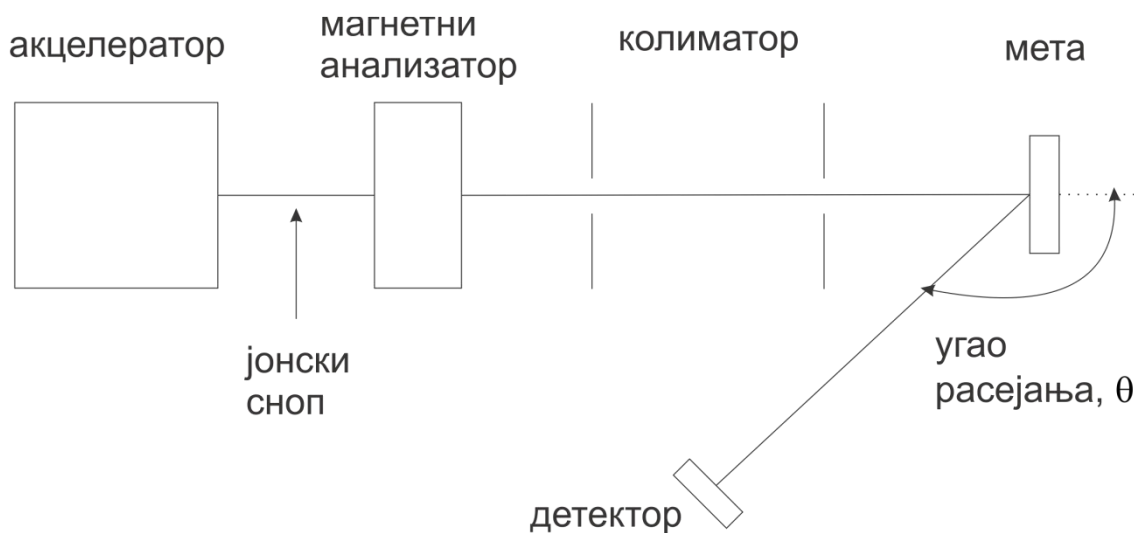 акцелератор
магнетни
анализатор
колиматор
мета
јонски
сноп
угао
расејања, θ
детектор